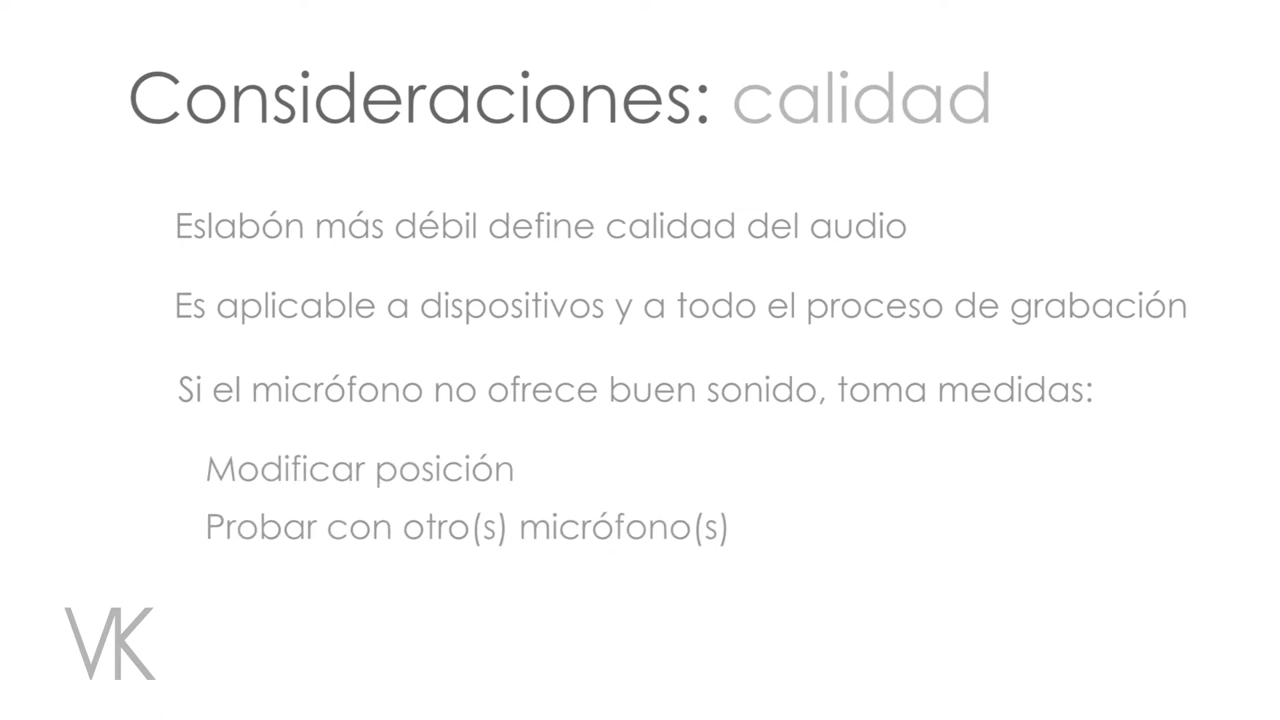 Consideraciones: calidad
Eslabón más débil define calidad del audio
Es aplicable a dispositivos y a todo el proceso de grabación
Si el micrófono no ofrece buen sonido, toma medidas:
Modificar posición
Probar con otro(s) micrófono(s)
VK